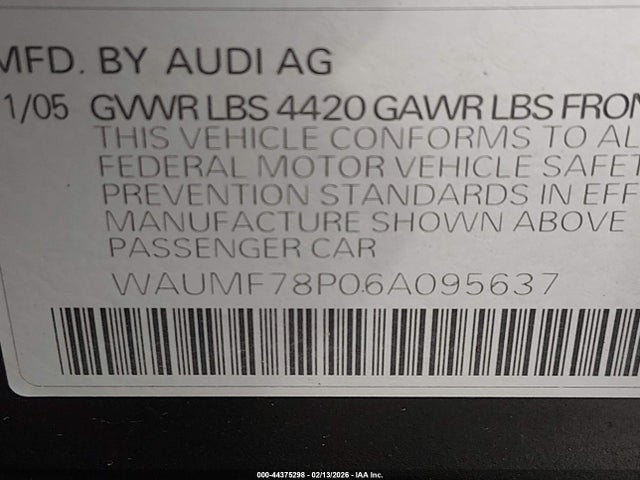 MFD. BY AUDI AG
1/05 GVWR LBS 4420 GAWR LBS FRON
THIS VEHICLE CONFORMS TO AL
FEDERAL MOTOR VEHICLE SAFET
PREVENTION STANDARDS IN EFF
MANUFACTURE SHOWN ABOVE
PASSENGER CAR
WAUMF78P06A095637
000-44375298 - 02/13/2026 - IAA Inc.